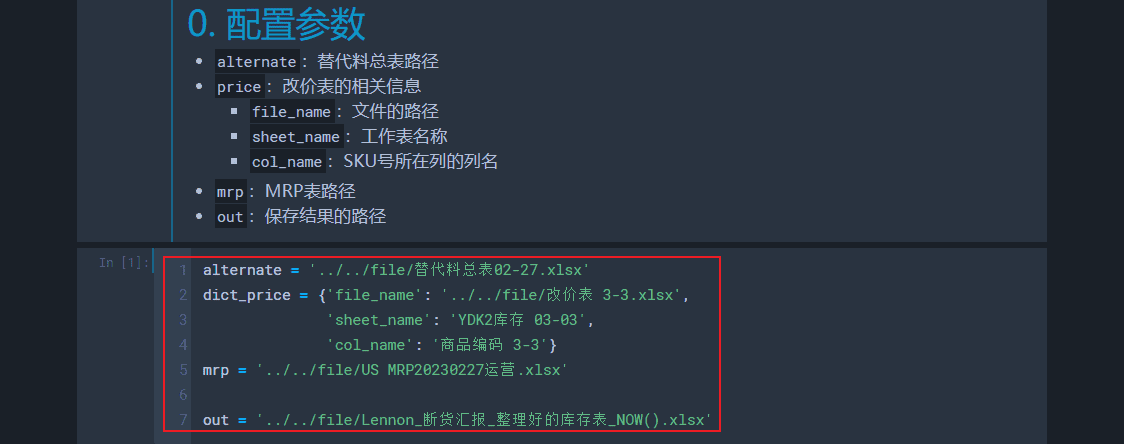 0. 配置参数
alternate：替代料总表路径
price：改价表的相关信息
file_name：文件的路径
sheet_name：工作表名称
col_name：SKU号所在列的列名
mrp：MRP表路径
out：保存结果的路径
In [1]:
1 alternate = '../../file/替代料总表02-27.xlsx'
2 dict_price = {'file_name': '../../file/改价表 3-3.xlsx',
3 'sheet_name': 'YDK2库存 03-03',
4 'col_name': '商品编码 3-3'}
5 mrp = '../../file/US MRP20230227运营.xlsx'
6
7 out = '../../file/Lennon_断货汇报_整理好的库存表_NOW().xlsx'